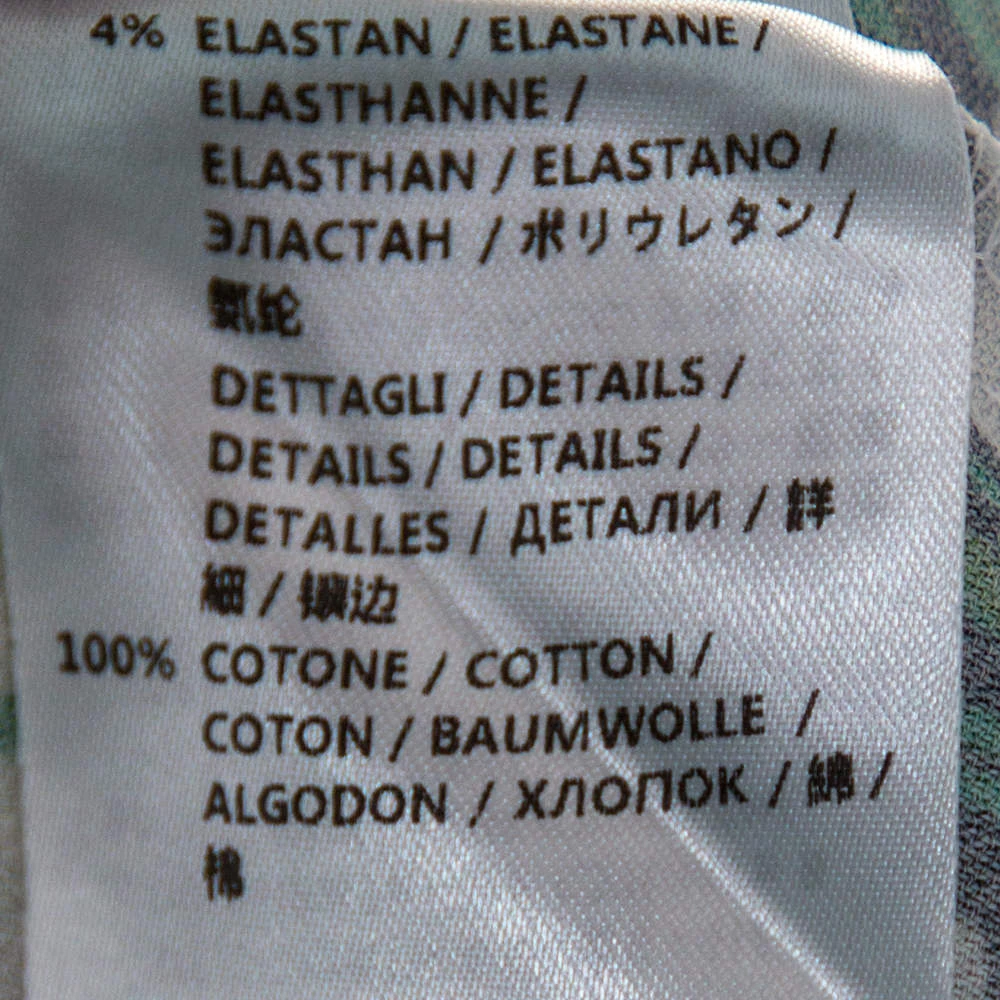 4% ELASTAN / ELASTANE /
ELASTHANNE /
ELASTHAN / ELASTANO /
ЭЛАСТАН / ポリウレタン /
氨纶
DETTAGLI / DETAILS /
DETAILS / DETAILS /
DETALLES / ДЕТАЛИ / 詳
細 / 镶边
100% COTONE / COTTON /
COTON / BAUMWOLLE /
ALGODON / ХЛОПОК / 綿 /
棉